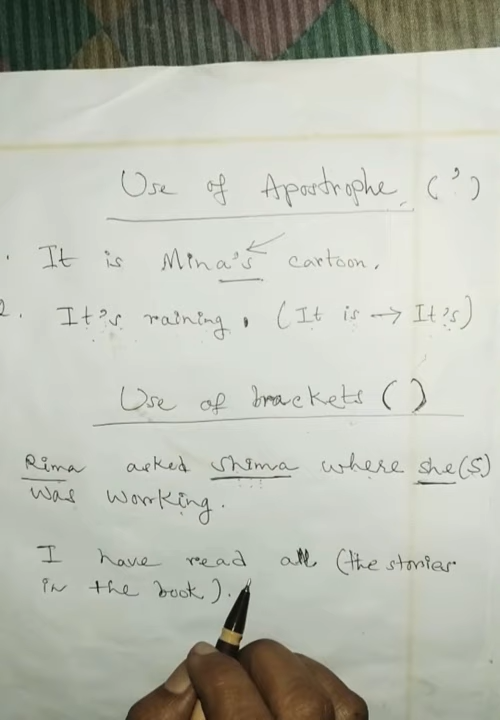 Use of Apostrophe (')
. It is Mina's cartoon.
2. It's raining. (It is → It's)
Use of brackets ()
Rima asked Shima where she(S)
was working.
I have read all (the stories
in the book).